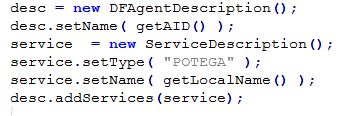 desc = new DFAgentDescription();
desc.setName( getAID() );
service  = new ServiceDescription();
service.setType( "POTEGA" );
service.setName( getLocalName() );
desc.addServices(service);